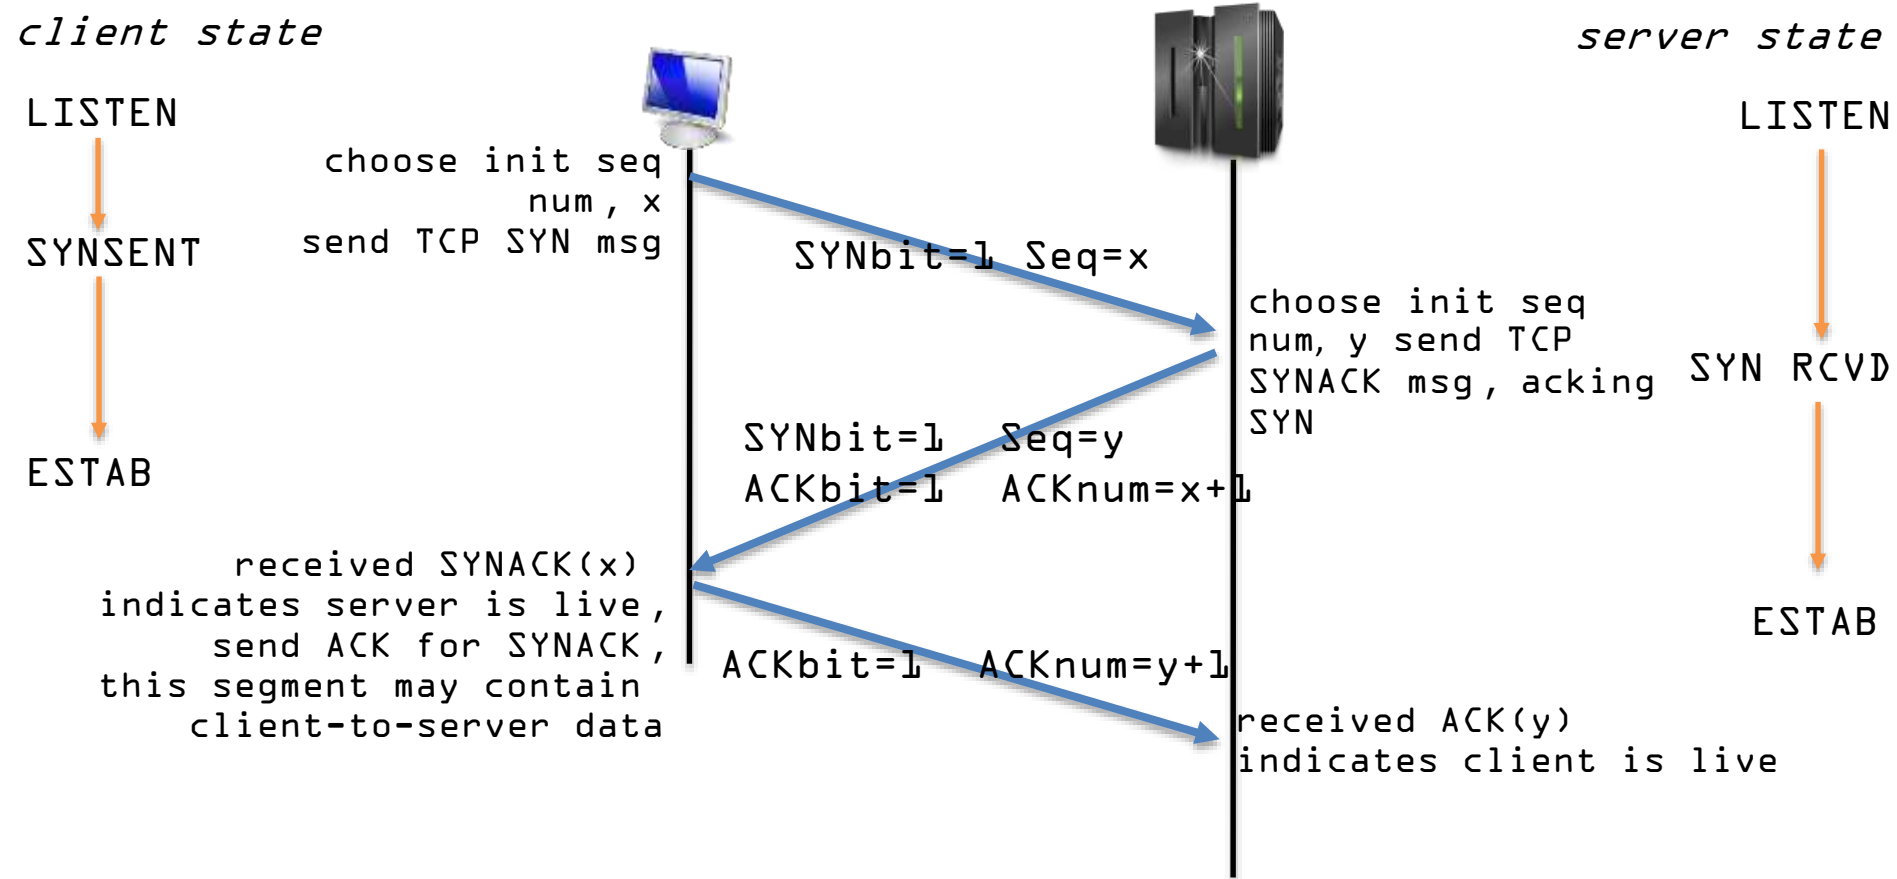 client state
server state
LISTEN
LISTEN
choose init seq
num, x
send TCP SYN msg
SYNSENT
SYNbit=1 Seq=x
choose init seq
num, y send TCP
SYNACK msg, acking
SYN
SYN RCVD
SYNbit=1 Seq=y
ACKbit=1 ACKnum=x+1
ESTAB
received SYNACK(x)
indicates server is live,
send ACK for SYNACK,
this segment may contain
client-to-server data
ESTAB
ACKbit=1 ACKnum=y+1
received ACK(y)
indicates client is live